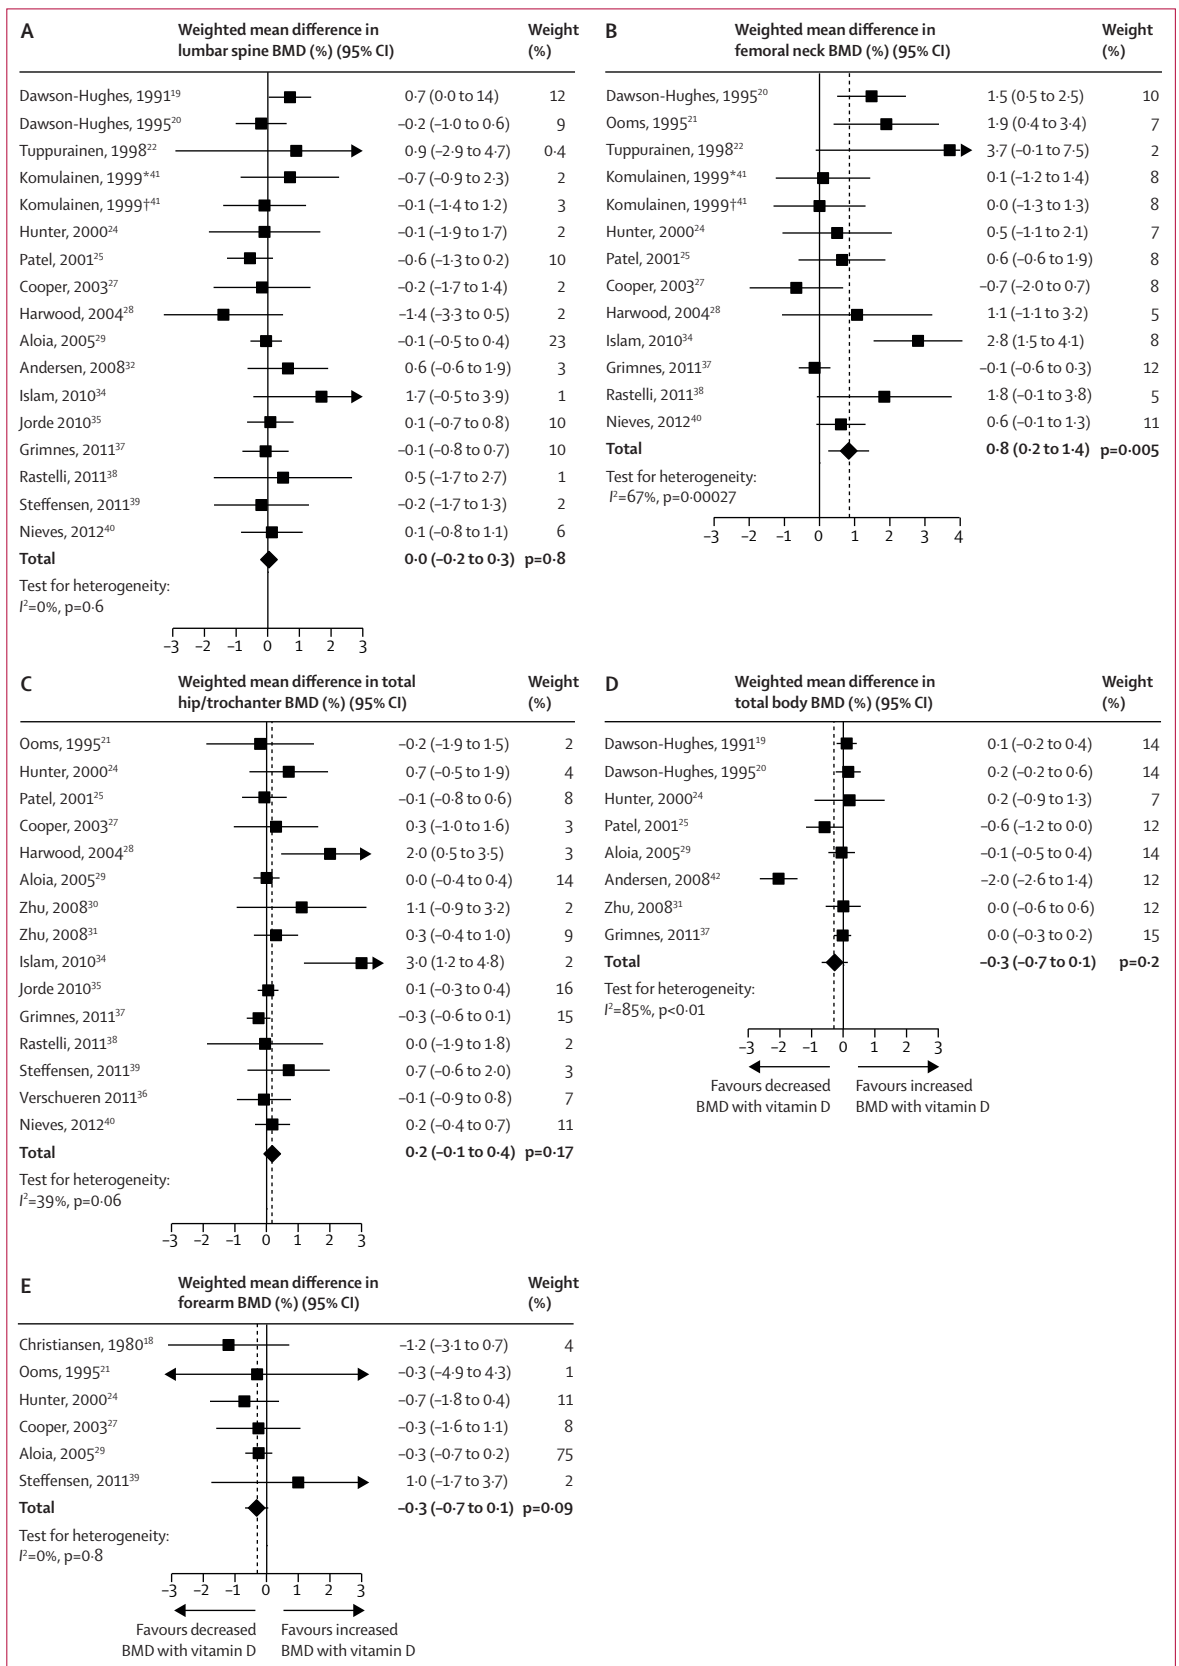 A
Weighted mean difference in
lumbar spine BMD (%) (95% CI)
Weight
(%)
Dawson-Hughes, 1991¹⁹ 0·7 (0·0 to 14) 12
Dawson-Hughes, 1995²⁰ –0·2 (–1·0 to 0·6) 9
Tuppurainen, 1998²² 0·9 (–2·9 to 4·7) 0·4
Komulainen, 1999*⁴¹ –0·7 (–0·9 to 2·3) 2
Komulainen, 1999†⁴¹ –0·1 (–1·4 to 1·2) 3
Hunter, 2000²⁴ –0·1 (–1·9 to 1·7) 2
Patel, 2001²⁵ –0·6 (–1·3 to 0·2) 10
Cooper, 2003²⁷ –0·2 (–1·7 to 1·4) 2
Harwood, 2004²⁸ –1·4 (–3·3 to 0·5) 2
Aloia, 2005²⁹ –0·1 (–0·5 to 0·4) 23
Andersen, 2008³² 0·6 (–0·6 to 1·9) 3
Islam, 2010³⁴ 1·7 (–0·5 to 3·9) 1
Jorde 2010³⁵ 0·1 (–0·7 to 0·8) 10
Grimnes, 2011³⁷ –0·1 (–0·8 to 0·7) 10
Rastelli, 2011³⁸ 0·5 (–1·7 to 2·7) 1
Steffensen, 2011³⁹ –0·2 (–1·7 to 1·3) 2
Nieves, 2012⁴⁰ 0·1 (–0·8 to 1·1) 6
Total 0·0 (–0·2 to 0·3) p=0·8
Test for heterogeneity:
I²=0%, p=0·6
–3 –2 –1 0 1 2 3
B
Weighted mean difference in
femoral neck BMD (%) (95% CI)
Weight
(%)
Dawson-Hughes, 1995²⁰ 1·5 (0·5 to 2·5) 10
Ooms, 1995²¹ 1·9 (0·4 to 3·4) 7
Tuppurainen, 1998²² 3·7 (–0·1 to 7·5) 2
Komulainen, 1999*⁴¹ 0·1 (–1·2 to 1·4) 8
Komulainen, 1999†⁴¹ 0·0 (–1·3 to 1·3) 8
Hunter, 2000²⁴ 0·5 (–1·1 to 2·1) 7
Patel, 2001²⁵ 0·6 (–0·6 to 1·9) 8
Cooper, 2003²⁷ –0·7 (–2·0 to 0·7) 8
Harwood, 2004²⁸ 1·1 (–1·1 to 3·2) 5
Islam, 2010³⁴ 2·8 (1·5 to 4·1) 8
Grimnes, 2011³⁷ –0·1 (–0·6 to 0·3) 12
Rastelli, 2011³⁸ 1·8 (–0·1 to 3·8) 5
Nieves, 2012⁴⁰ 0·6 (–0·1 to 1·3) 11
Total 0·8 (0·2 to 1·4) p=0·005
Test for heterogeneity:
I²=67%, p=0·00027
–3 –2 –1 0 1 2 3 4
C
Weighted mean difference in total
hip/trochanter BMD (%) (95% CI)
Weight
(%)
Ooms, 1995²¹ –0·2 (–1·9 to 1·5) 2
Hunter, 2000²⁴ 0·7 (–0·5 to 1·9) 4
Patel, 2001²⁵ –0·1 (–0·8 to 0·6) 8
Cooper, 2003²⁷ 0·3 (–1·0 to 1·6) 3
Harwood, 2004²⁸ 2·0 (0·5 to 3·5) 3
Aloia, 2005²⁹ 0·0 (–0·4 to 0·4) 14
Zhu, 2008³⁰ 1·1 (–0·9 to 3·2) 2
Zhu, 2008³¹ 0·3 (–0·4 to 1·0) 9
Islam, 2010³⁴ 3·0 (1·2 to 4·8) 2
Jorde 2010³⁵ 0·1 (–0·3 to 0·4) 16
Grimnes, 2011³⁷ –0·3 (–0·6 to 0·1) 15
Rastelli, 2011³⁸ 0·0 (–1·9 to 1·8) 2
Steffensen, 2011³⁹ 0·7 (–0·6 to 2·0) 3
Verschueren 2011³⁶ –0·1 (–0·9 to 0·8) 7
Nieves, 2012⁴⁰ 0·2 (–0·4 to 0·7) 11
Total 0·2 (–0·1 to 0·4) p=0·17
Test for heterogeneity:
I²=39%, p=0·06
–3 –2 –1 0 1 2 3
D
Weighted mean difference in
total body BMD (%) (95% CI)
Weight
(%)
Dawson-Hughes, 1991¹⁹ 0·1 (–0·2 to 0·4) 14
Dawson-Hughes, 1995²⁰ 0·2 (–0·2 to 0·6) 14
Hunter, 2000²⁴ 0·2 (–0·9 to 1·3) 7
Patel, 2001²⁵ –0·6 (–1·2 to 0·0) 12
Aloia, 2005²⁹ –0·1 (–0·5 to 0·4) 14
Andersen, 2008⁴² –2·0 (–2·6 to 1·4) 12
Zhu, 2008³¹ 0·0 (–0·6 to 0·6) 12
Grimnes, 2011³⁷ 0·0 (–0·3 to 0·2) 15
Total –0·3 (–0·7 to 0·1) p=0·2
Test for heterogeneity:
I²=85%, p<0·01
–3 –2 –1 0 1 2 3
Favours decreased
BMD with vitamin D
Favours increased
BMD with vitamin D
E
Weighted mean difference in
forearm BMD (%) (95% CI)
Weight
(%)
Christiansen, 1980¹⁸ –1·2 (–3·1 to 0·7) 4
Ooms, 1995²¹ –0·3 (–4·9 to 4·3) 1
Hunter, 2000²⁴ –0·7 (–1·8 to 0·4) 11
Cooper, 2003²⁷ –0·3 (–1·6 to 1·1) 8
Aloia, 2005²⁹ –0·3 (–0·7 to 0·2) 75
Steffensen, 2011³⁹ 1·0 (–1·7 to 3·7) 2
Total –0·3 (–0·7 to 0·1) p=0·09
Test for heterogeneity:
I²=0%, p=0·8
–3 –2 –1 0 1 2 3
Favours decreased
BMD with vitamin D
Favours increased
BMD with vitamin D